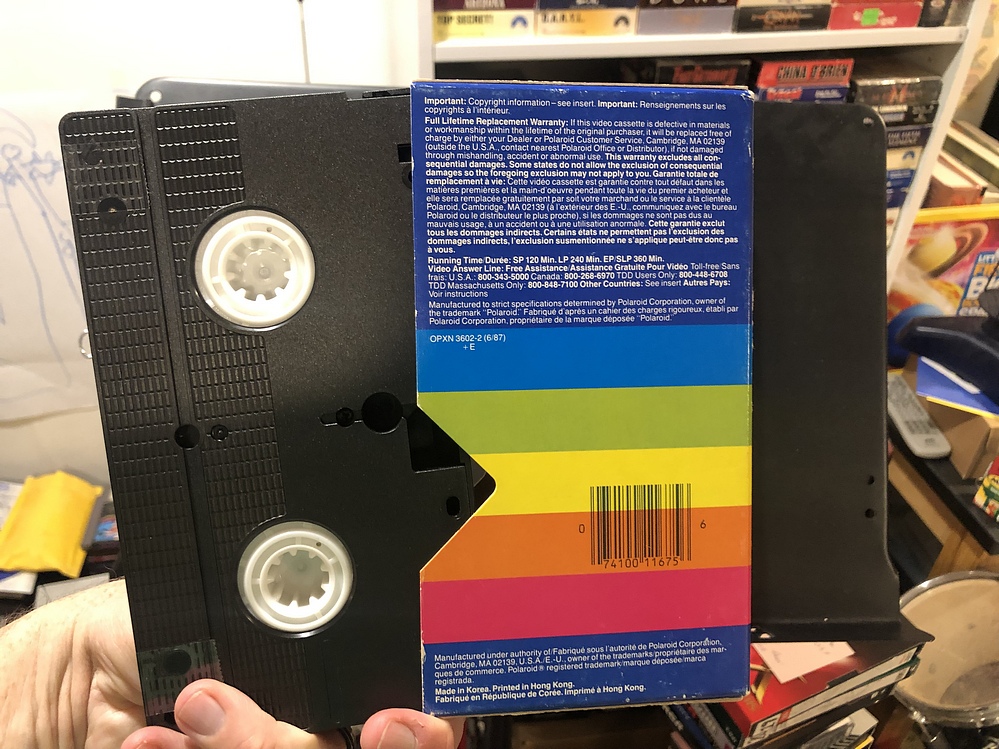 TOP SECRET!
D.A.R.Y.L.
CHINA O'BRIEN
Important: Copyright information – see insert. Important: Renseignements sur les
copyrights à l'intérieur.
Full Lifetime Replacement Warranty: If this video cassette is defective in materials
or workmanship within the lifetime of the original purchaser, it will be replaced free of
charge by either your Dealer or Polaroid Customer Service, Cambridge, MA 02139
(outside the U.S.A., contact nearest Polaroid Office or Distributor), if not damaged
through mishandling, accident or abnormal use. This warranty excludes all con-
sequential damages. Some states do not allow the exclusion of consequential
damages so the foregoing exclusion may not apply to you. Garantie totale de
remplacement à vie: Cette vidéo cassette est garantie contre tout défaut dans les
matières premières et la main-d'oeuvre pendant toute la vie du premier acheteur et
elle sera remplacée gratuitement par soit votre marchand ou le service à la clientèle
Polaroid, Cambridge, MA 02139 (à l'extérieur des E.-U., communiquez avec le bureau
Polaroid ou le distributeur le plus proche), si les dommages ne sont pas dus au
mauvais usage, à un accident ou à une utilisation anormale. Cette garantie exclut
tous les dommages indirects. Certains états ne permettent pas l'exclusion des
dommages indirects, l'exclusion susmentionnée ne s'applique peut-être donc pas
à vous.
Running Time/Durée: SP 120 Min. LP 240 Min. EP/SLP 360 Min.
Video Answer Line: Free Assistance/Assistance Gratuite Pour Vidéo Toll-free/Sans
frais: U.S.A.: 800-343-5000 Canada: 800-268-6970 TDD Users Only: 800-448-6708
TDD Massachusetts Only: 800-848-7100 Other Countries: See insert Autres Pays:
Voir instructions
Manufactured to strict specifications determined by Polaroid Corporation, owner of
the trademark "Polaroid." Fabriqué d'après un cahier des charges rigoureux, établi par
Polaroid Corporation, propriétaire de la marque déposée "Polaroid."
OPXN 3602-2 (6/87)
+E
0 74100 11675 6
Manufactured under authority of/Fabriqué sous l'autorité de Polaroid Corporation,
Cambridge, MA 02139, U.S.A./E.-U., owner of the trademarks/propriétaire des mar-
ques de commerce. Polaroid® registered trademark/marque déposée/marca
registrada.
Made in Korea. Printed in Hong Kong.
Fabriqué en République de Corée. Imprimé à Hong Kong.